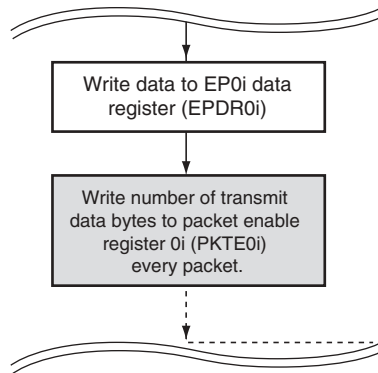 Write data to EP0i data
register (EPDR0i)
Write number of transmit
data bytes to packet enable
register 0i (PKTE0i)
every packet.